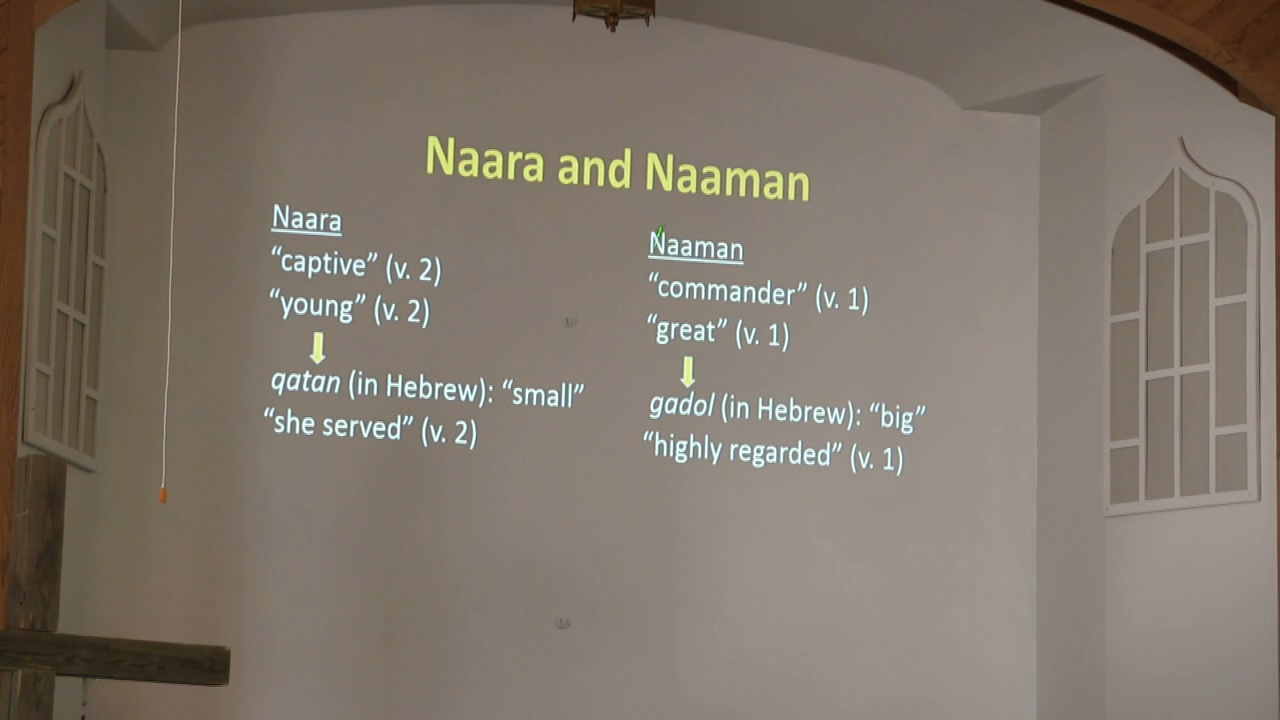 Naara and Naaman
Naara
“captive” (v. 2)
“young” (v. 2)
qatan (in Hebrew): “small”
“she served” (v. 2)
Naaman
“commander” (v. 1)
“great” (v. 1)
gadol (in Hebrew): “big”
“highly regarded” (v. 1)